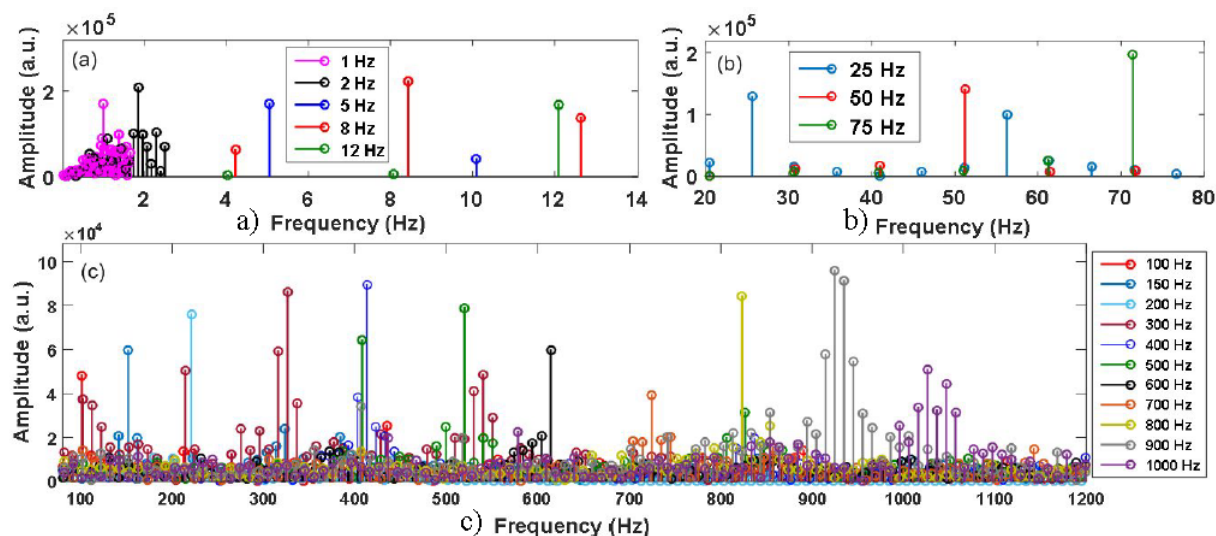 ×10⁵
(a)
Amplitude (a.u.)
2
0
1 Hz
2 Hz
5 Hz
8 Hz
12 Hz
2 4 6 8 10 12 14
a) Frequency (Hz)
×10⁵
(b)
Amplitude (a.u.)
2
1
0
25 Hz
50 Hz
75 Hz
20 30 40 50 60 70 80
b) Frequency (Hz)
×10⁴
(c)
Amplitude (a.u.)
10
8
6
4
2
0
100 200 300 400 500 600 700 800 900 1000 1100 1200
c) Frequency (Hz)
100 Hz
150 Hz
200 Hz
300 Hz
400 Hz
500 Hz
600 Hz
700 Hz
800 Hz
900 Hz
1000 Hz